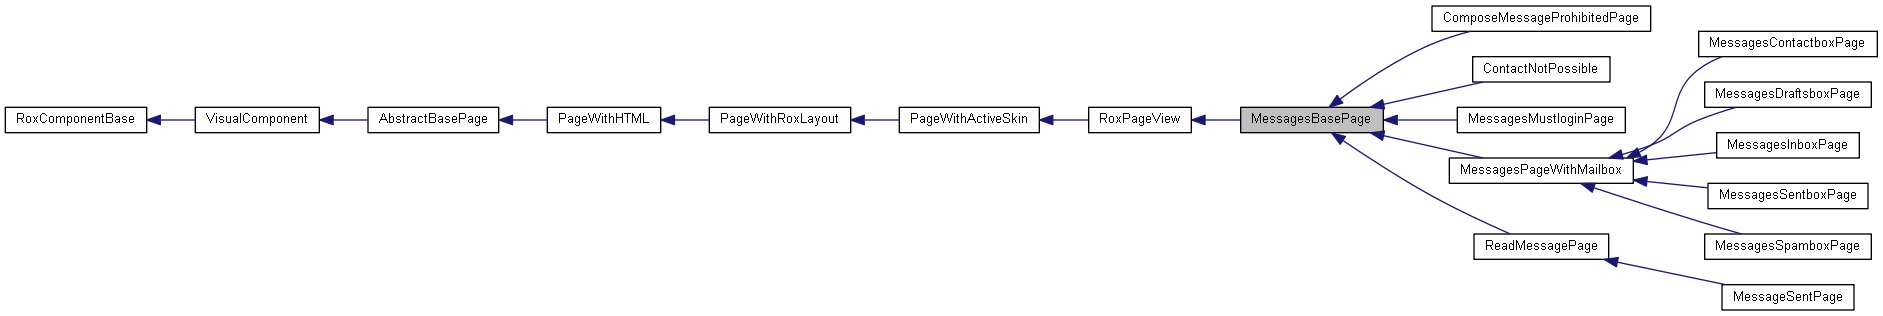 ComposeMessageProhibitedPage
MessagesContactboxPage
ContactNotPossible
MessagesDraftsboxPage
RoxComponentBase
VisualComponent
AbstractBasePage
PageWithHTML
PageWithRoxLayout
PageWithActiveSkin
RoxPageView
MessagesBasePage
MessagesMustloginPage
MessagesInboxPage
MessagesPageWithMailbox
MessagesSentboxPage
ReadMessagePage
MessagesSpamboxPage
MessageSentPage